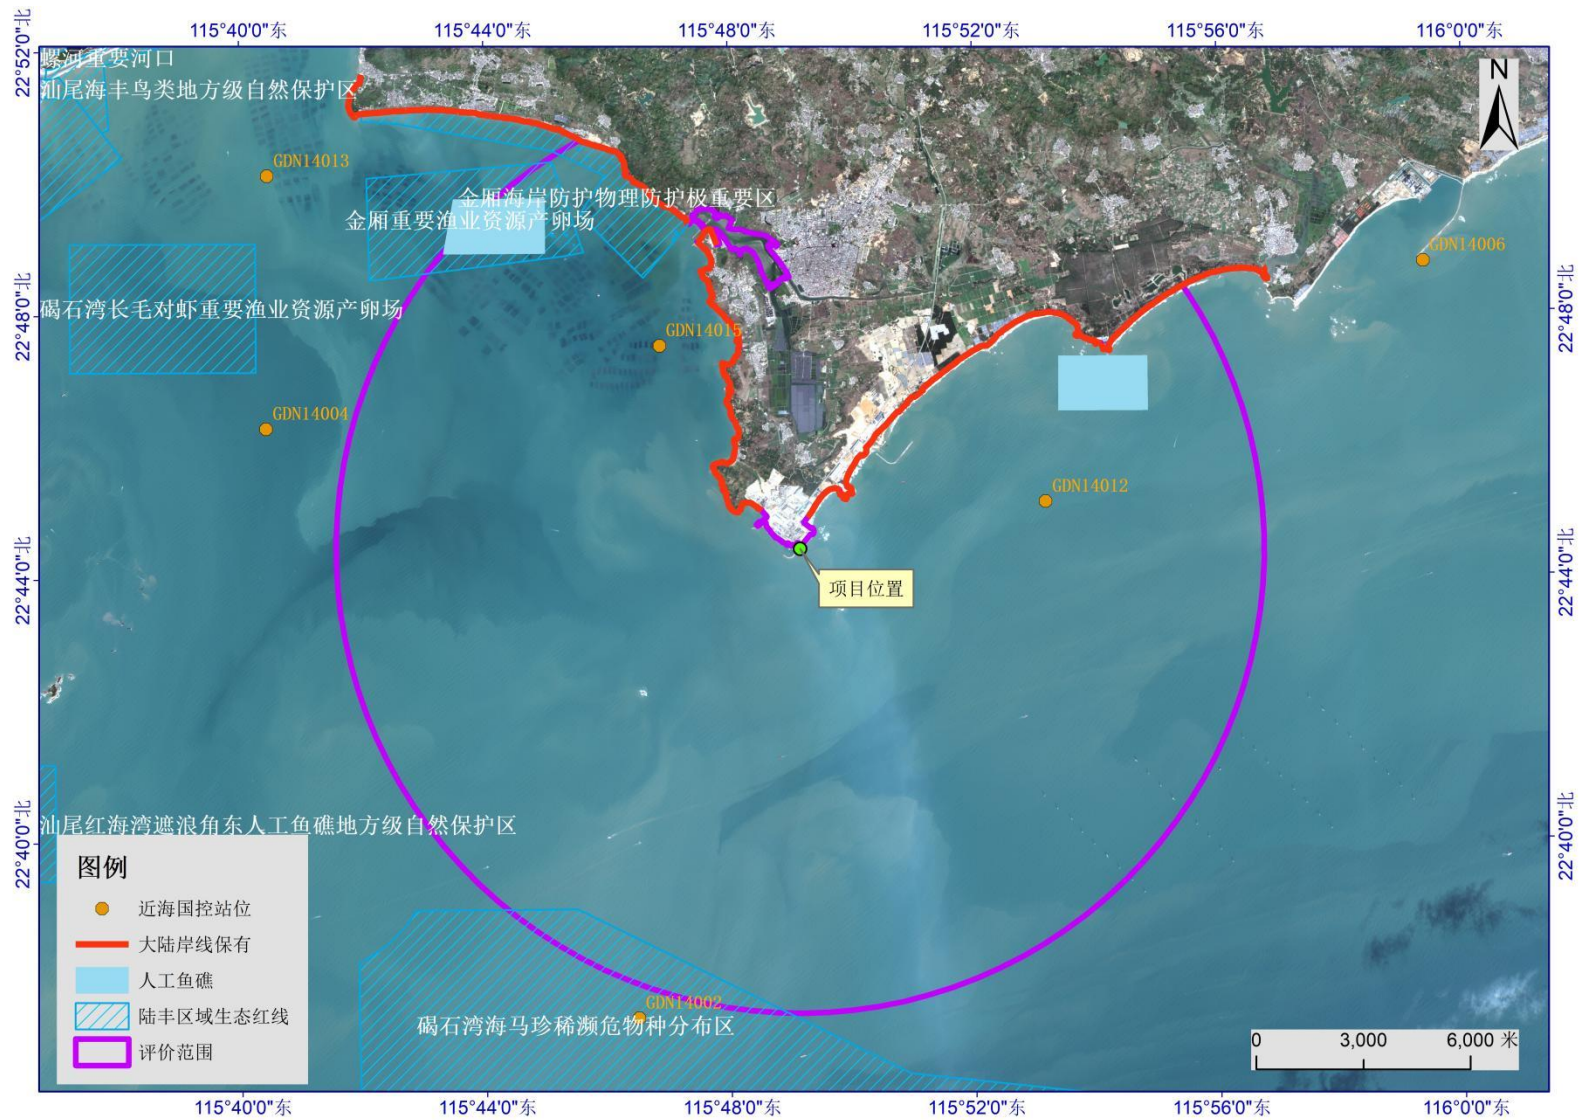 115°40'0"东
115°44'0"东
115°48'0"东
115°52'0"东
115°56'0"东
116°0'0"东
22°52'0"北
22°52'0"北
螺河重要河口
汕尾海丰鸟类地方级自然保护区
N
GDN14013
金厢海岸防护物理防护极重要区
金厢重要渔业资源产卵场
GDN14006
碣石湾长毛对虾重要渔业资源产卵场
22°48'0"北
22°48'0"北
GDN14015
GDN14004
GDN14012
22°44'0"北
22°44'0"北
项目位置
汕尾红海湾遮浪角东人工鱼礁地方级自然保护区
22°40'0"北
22°40'0"北
图例
近海国控站位
大陆岸线保有
人工鱼礁
陆丰区域生态红线
评价范围
GDN14002
碣石湾海马珍稀濒危物种分布区
0 3,000 6,000 米
115°40'0"东
115°44'0"东
115°48'0"东
115°52'0"东
115°56'0"东
116°0'0"东